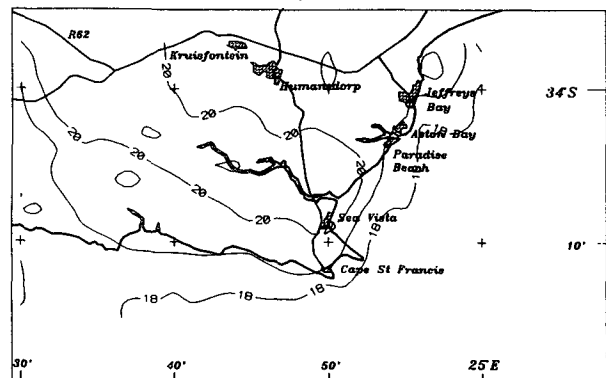 R62
Kruisfontein
Humansdorp
20
Jeffreys
Bay
34°S
18
20
Aston Bay
Paradise
Beach
20
20
20
20
Sea Vista
10'
18
Cape St Francis
18
18
18
30'
40'
50'
25°E